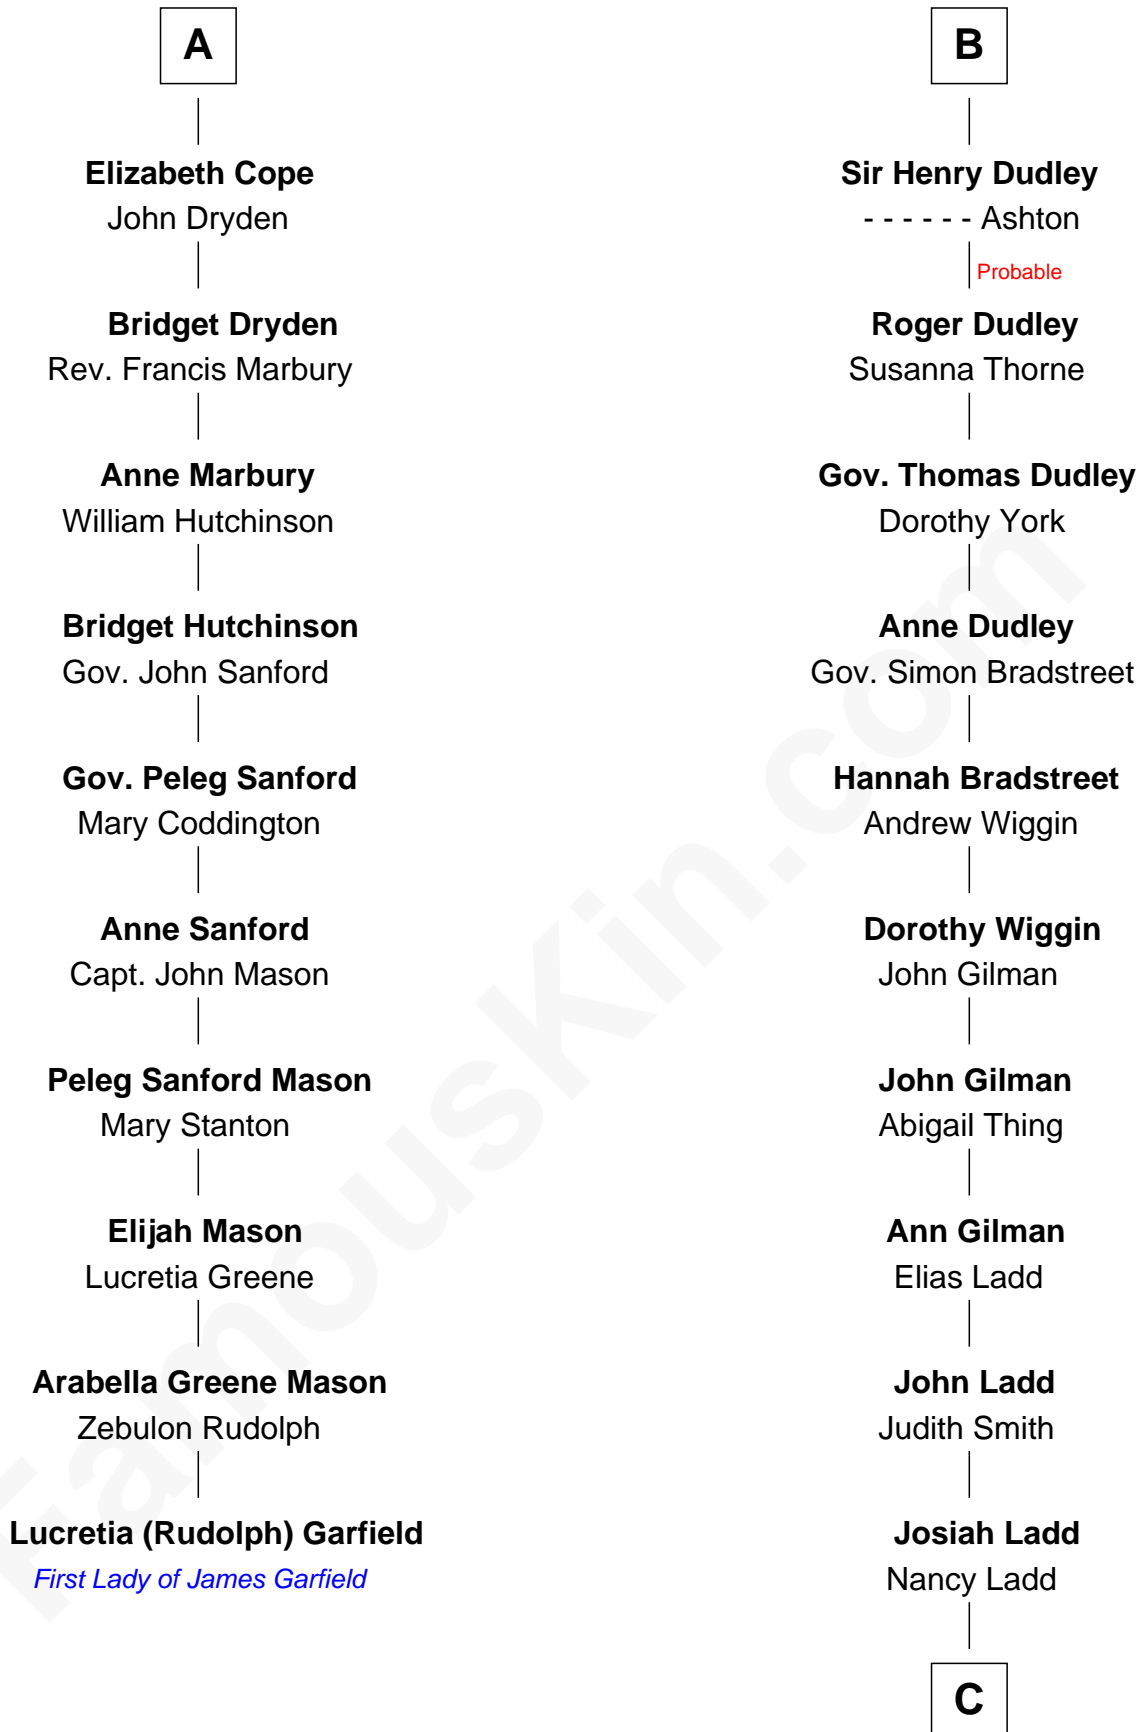 A
Elizabeth Cope
John Dryden
Bridget Dryden
Rev. Francis Marbury
Anne Marbury
William Hutchinson
Bridget Hutchinson
Gov. John Sanford
Gov. Peleg Sanford
Mary Coddington
Anne Sanford
Capt. John Mason
Peleg Sanford Mason
Mary Stanton
Elijah Mason
Lucretia Greene
Arabella Greene Mason
Zebulon Rudolph
Lucretia (Rudolph) Garfield
First Lady of James Garfield
B
Sir Henry Dudley
- - - - - - Ashton
Probable
Roger Dudley
Susanna Thorne
Gov. Thomas Dudley
Dorothy York
Anne Dudley
Gov. Simon Bradstreet
Hannah Bradstreet
Andrew Wiggin
Dorothy Wiggin
John Gilman
John Gilman
Abigail Thing
Ann Gilman
Elias Ladd
John Ladd
Judith Smith
Josiah Ladd
Nancy Ladd
C
FamousKin.com